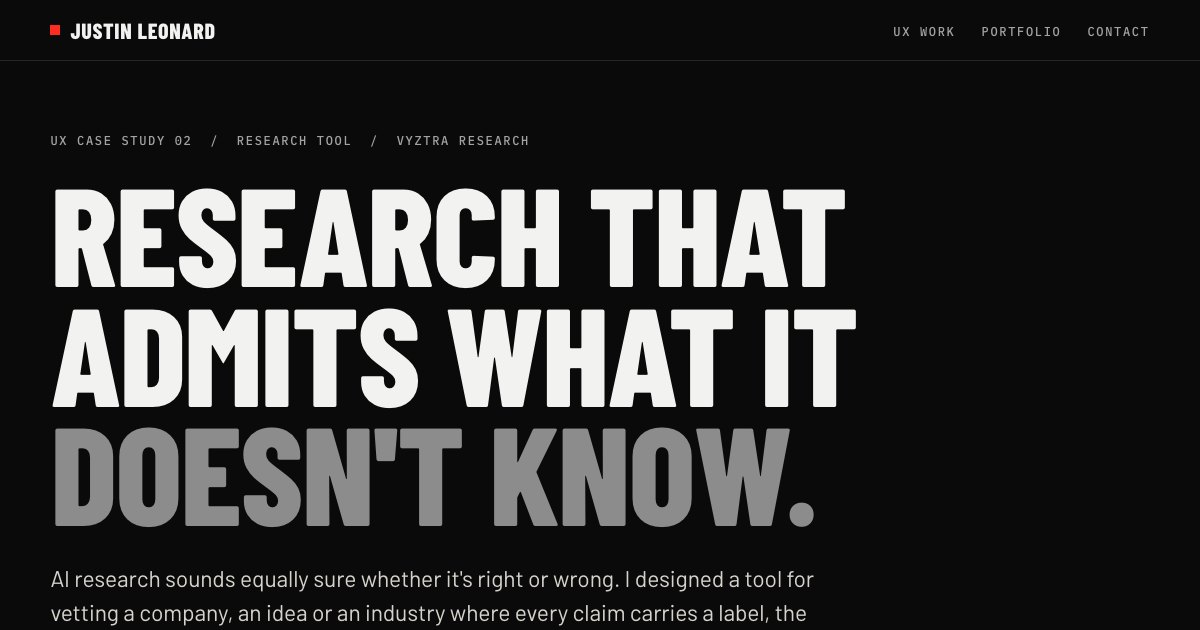 JUSTIN LEONARD
UX WORK PORTFOLIO CONTACT
UX CASE STUDY 02 / RESEARCH TOOL / VYZTRA RESEARCH
RESEARCH THAT
ADMITS WHAT IT
DOESN'T KNOW.
AI research sounds equally sure whether it's right or wrong. I designed a tool for
vetting a company, an idea or an industry where every claim carries a label, the